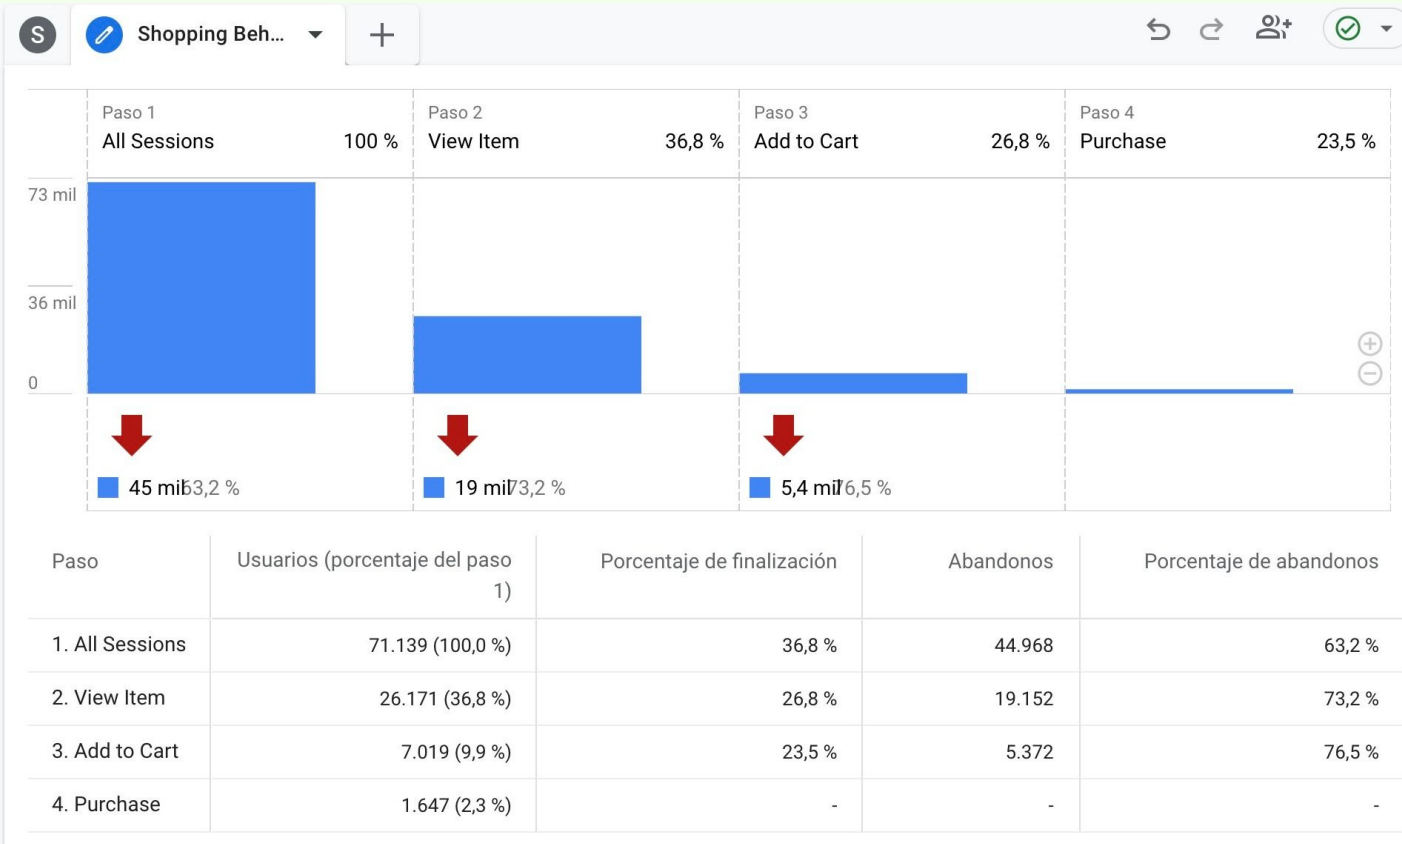 S
Shopping Beh...
Paso 1
All Sessions 100 %
Paso 2
View Item 36,8 %
Paso 3
Add to Cart 26,8 %
Paso 4
Purchase 23,5 %
73 mil
36 mil
0
45 mil 63,2 %
19 mil 73,2 %
5,4 mil 76,5 %
Paso Usuarios (porcentaje del paso 1) Porcentaje de finalización Abandonos Porcentaje de abandonos
1. All Sessions 71.139 (100,0 %) 36,8 % 44.968 63,2 %
2. View Item 26.171 (36,8 %) 26,8 % 19.152 73,2 %
3. Add to Cart 7.019 (9,9 %) 23,5 % 5.372 76,5 %
4. Purchase 1.647 (2,3 %) - - -